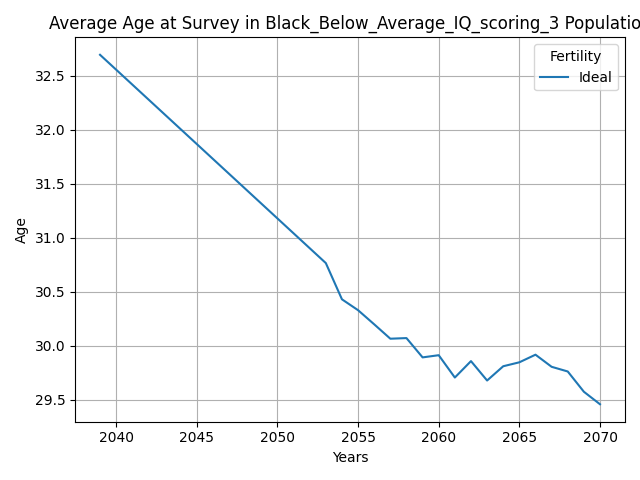 Average Age at Survey in Black_Below_Average_IQ_scoring_3 Populatio
Fertility
Ideal
32.5
32.0
31.5
31.0
30.5
30.0
29.5
Age
2040 2045 2050 2055 2060 2065 2070
Years